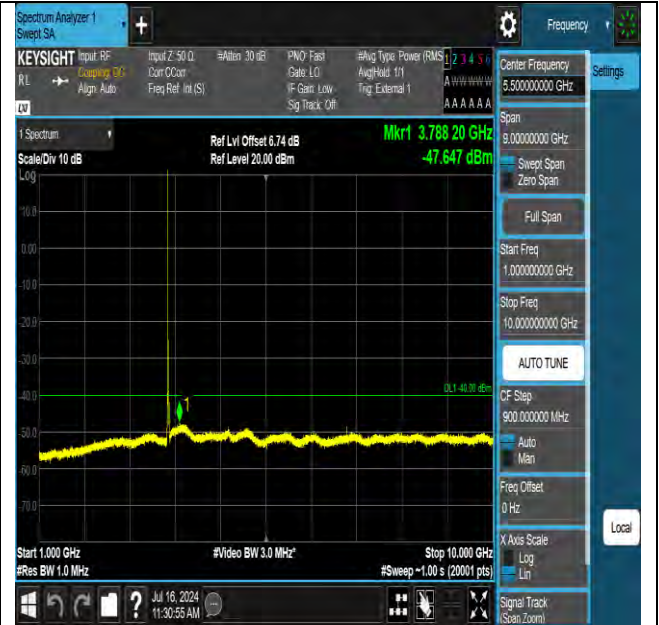 Spectrum Analyzer 1
Swept SA
+
Frequency
KEYSIGHT
RL
Input: RF
Coupling: DC
Align: Auto
Input Z: 50 Ω
Corr CCorr
Freq Ref: Int (S)
#Atten: 30 dB
PNO: Fast
Gate: LO
IF Gain: Low
Sig Track: Off
#Avg Type: Power (RMS
Avg|Hold: 1/1
Trig: External 1
1 2 3 4 5 6
A W W W W W
A A A A A A
1 Spectrum
Scale/Div 10 dB
Ref Lvl Offset 6.74 dB
Ref Level 20.00 dBm
Mkr1 3.788 20 GHz
-47.647 dBm
Log
10.0
0.00
-10.0
-20.0
-30.0
-40.0
-50.0
-60.0
-70.0
1
Start 1.000 GHz
#Res BW 1.0 MHz
#Video BW 3.0 MHz*
Stop 10.000 GHz
#Sweep ~1.00 s (20001 pts)
?
Jul 16, 2024
11:30:55 AM
Center Frequency
5.500000000 GHz
Settings
Span
9.00000000 GHz
Swept Span
Zero Span
Full Span
Start Freq
1.000000000 GHz
Stop Freq
10.000000000 GHz
AUTO TUNE
CF Step
900.000000 MHz
Auto
Man
Freq Offset
0 Hz
X Axis Scale
Log
Lin
Signal Track
(Span Zoom)
Local